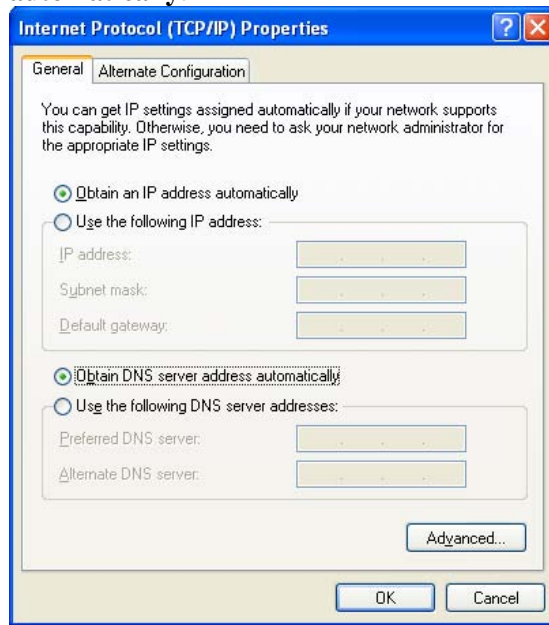 automatically.
Internet Protocol (TCP/IP) Properties
General Alternate Configuration
You can get IP settings assigned automatically if your network supports
this capability. Otherwise, you need to ask your network administrator for
the appropriate IP settings.
Obtain an IP address automatically
Use the following IP address:
IP address:
Subnet mask:
Default gateway:
Obtain DNS server address automatically
Use the following DNS server addresses:
Preferred DNS server:
Alternate DNS server:
Advanced...
OK Cancel